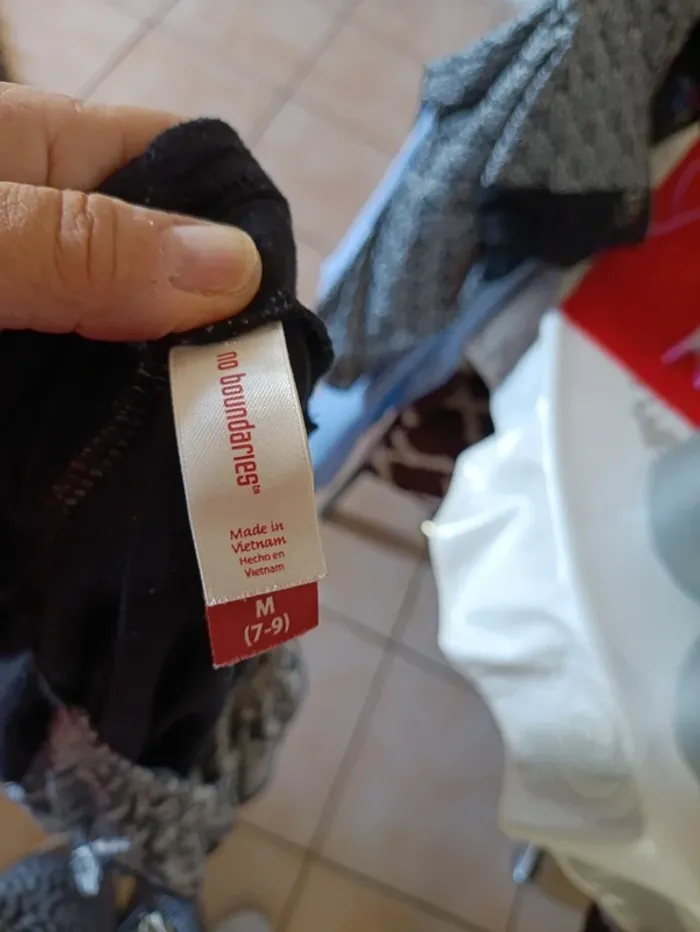 no boundaries™
Made in
Vietnam
Hecho en
Vietnam
M
(7-9)